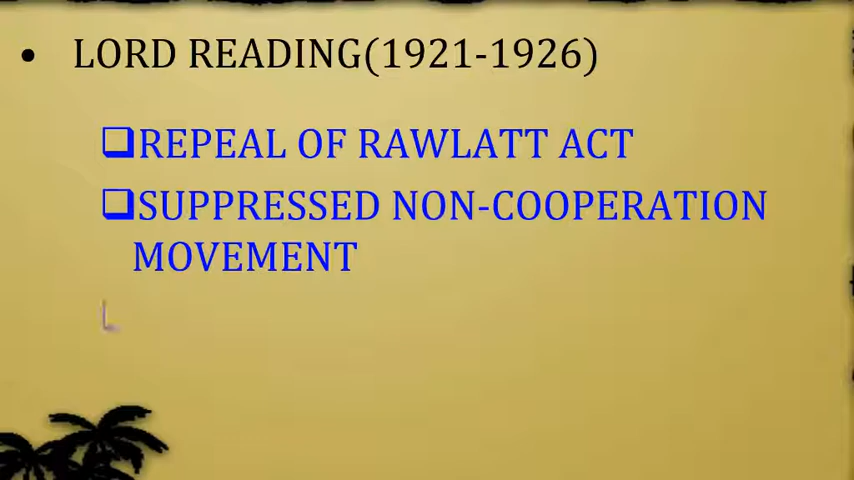 • LORD READING(1921-1926)
❑REPEAL OF RAWLATT ACT
❑SUPPRESSED NON-COOPERATION
MOVEMENT